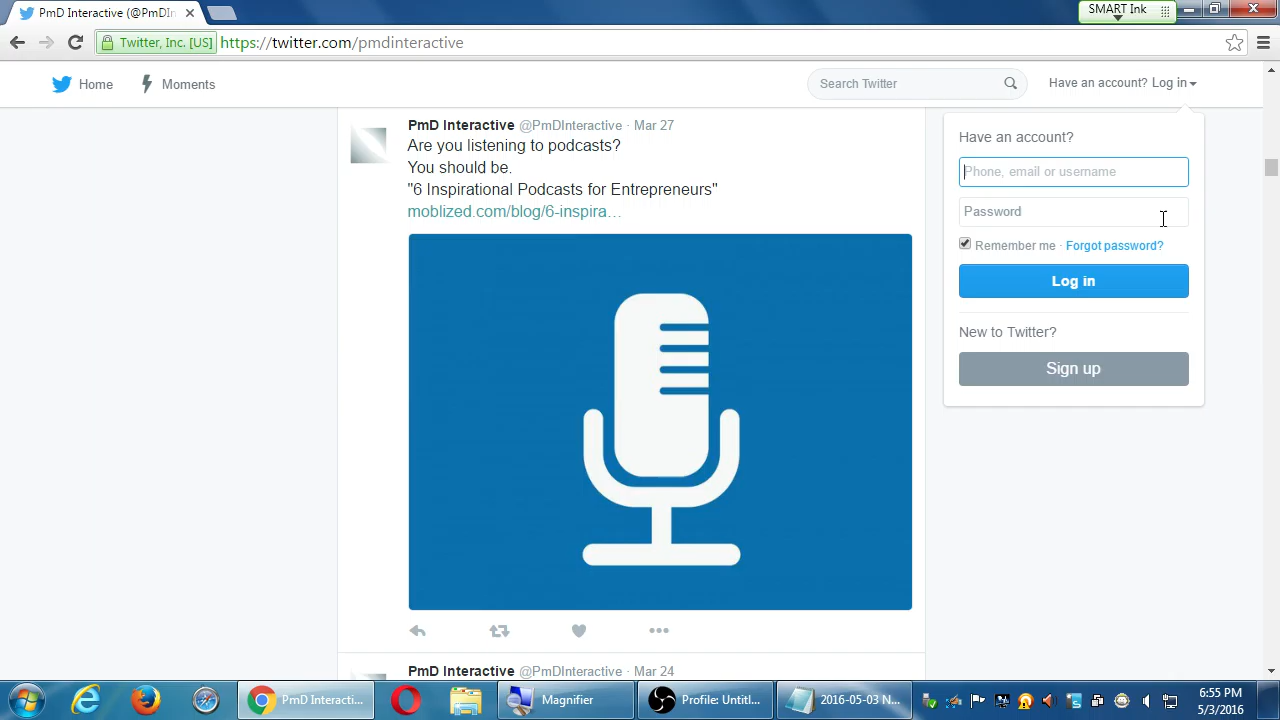 PmD Interactive (@PmDIn
SMART Ink
Twitter, Inc. [US]
https://twitter.com/pmdinteractive
Home
Moments
Search Twitter
Have an account? Log in
PmD Interactive @PmDInteractive · Mar 27
Are you listening to podcasts?
You should be.
"6 Inspirational Podcasts for Entrepreneurs"
moblized.com/blog/6-inspira…
Have an account?
Phone, email or username
Password
Remember me · Forgot password?
Log in
New to Twitter?
Sign up
PmD Interactive @PmDInteractive · Mar 24
PmD Interacti...
Magnifier
Profile: Untitl...
2016-05-03 N...
6:55 PM
5/3/2016